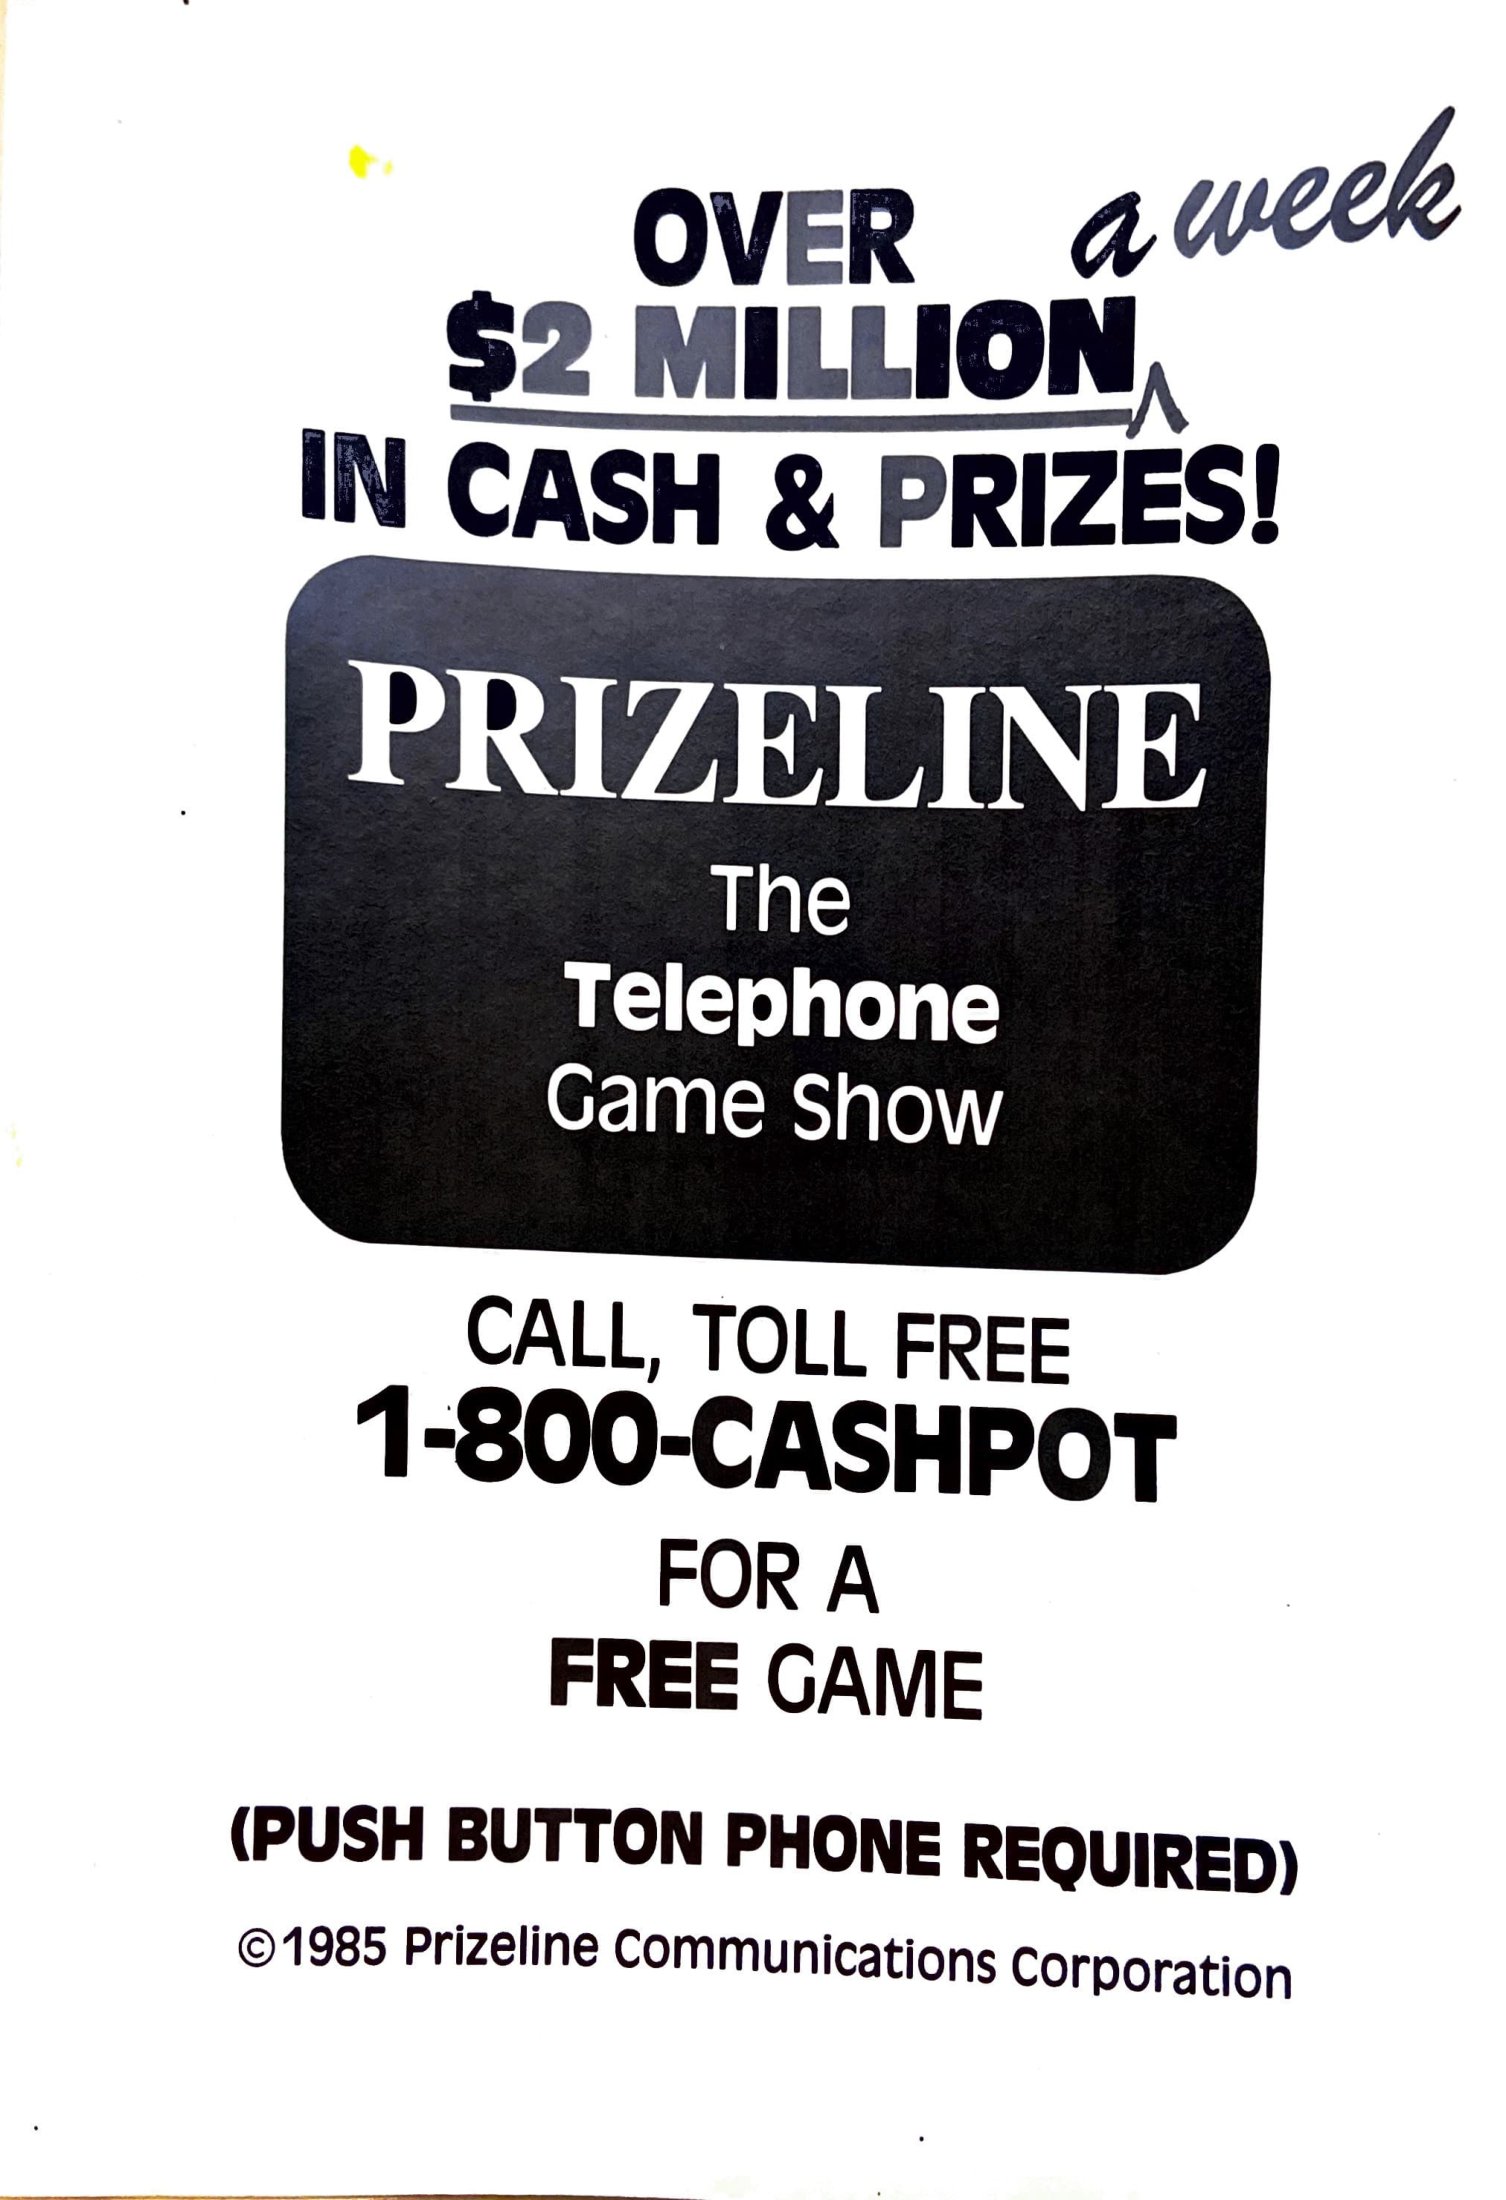 OVER
$2 MILLION^ a week
IN CASH & PRIZES!
PRIZELINE
The
Telephone
Game Show
CALL, TOLL FREE
1-800-CASHPOT
FOR A
FREE GAME
(PUSH BUTTON PHONE REQUIRED)
©1985 Prizeline Communications Corporation